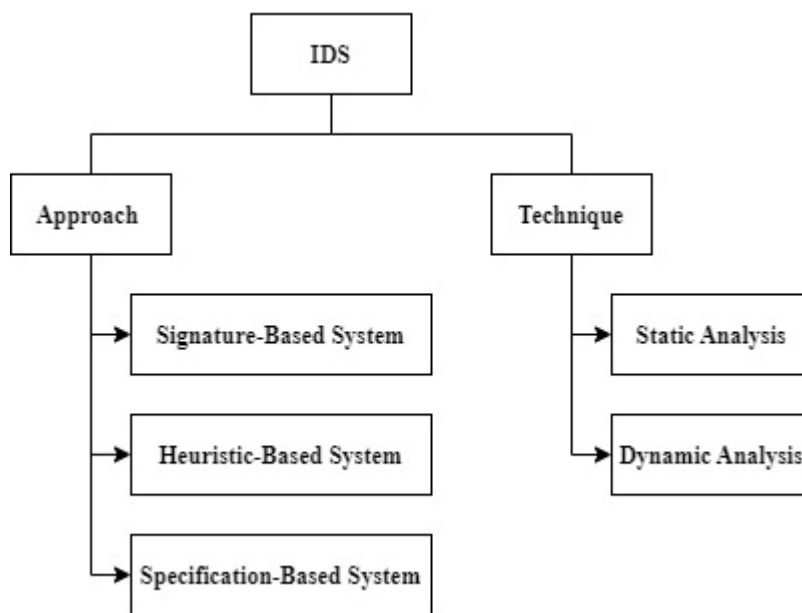 IDS
Approach
Technique
Signature-Based System
Static Analysis
Heuristic-Based System
Dynamic Analysis
Specification-Based System